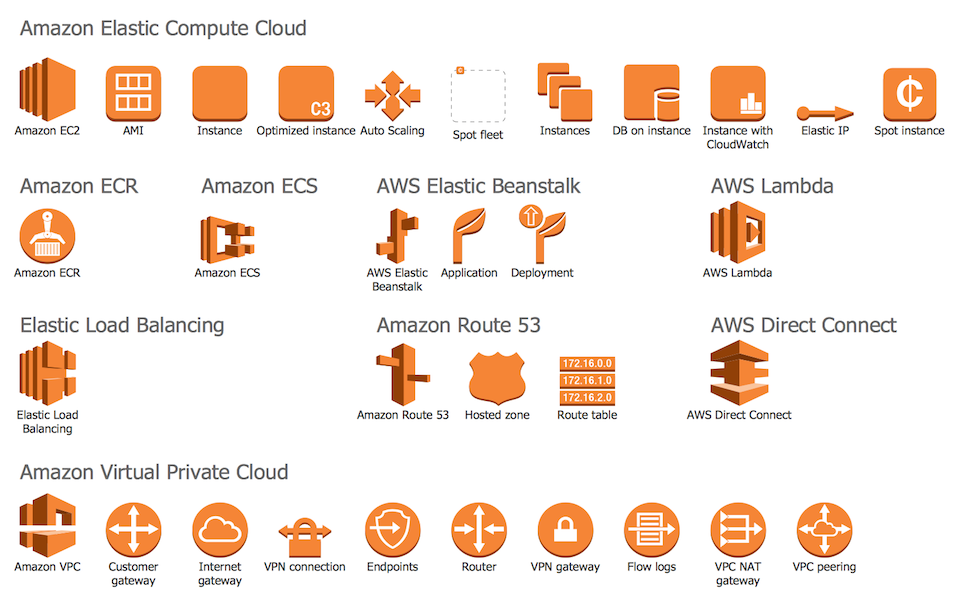 Amazon Elastic Compute Cloud
C3
¢
Amazon EC2
AMI
Instance
Optimized instance
Auto Scaling
Spot fleet
Instances
DB on instance
Instance with
CloudWatch
Elastic IP
Spot instance
Amazon ECR
Amazon ECS
AWS Elastic Beanstalk
AWS Lambda
Amazon ECR
Amazon ECS
AWS Elastic
Beanstalk
Application
Deployment
AWS Lambda
Elastic Load Balancing
Amazon Route 53
AWS Direct Connect
172.16.0.0
172.16.1.0
172.16.2.0
Elastic Load
Balancing
Amazon Route 53
Hosted zone
Route table
AWS Direct Connect
Amazon Virtual Private Cloud
Amazon VPC
Customer
gateway
Internet
gateway
VPN connection
Endpoints
Router
VPN gateway
Flow logs
VPC NAT
gateway
VPC peering